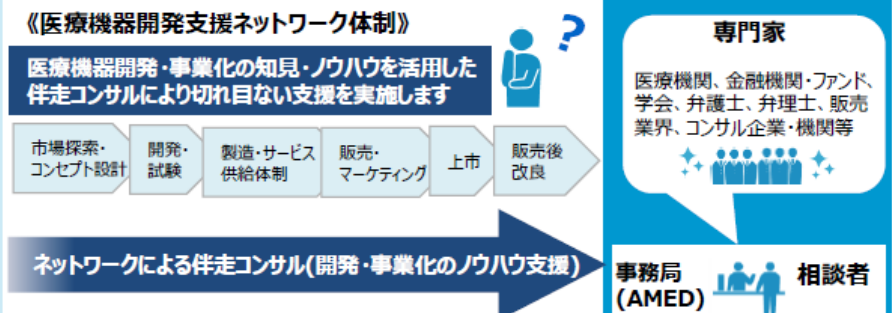 《医療機器開発支援ネットワーク体制》
?
医療機器開発・事業化の知見・ノウハウを活用した
伴走コンサルにより切れ目ない支援を実施します
市場探索・
コンセプト設計
開発・
試験
製造・サービス
供給体制
販売・
マーケティング
上市
販売後
改良
ネットワークによる伴走コンサル(開発・事業化のノウハウ支援)
専門家
医療機関、金融機関・ファンド、
学会、弁護士、弁理士、販売
業界、コンサル企業・機関等
事務局
(AMED)
相談者